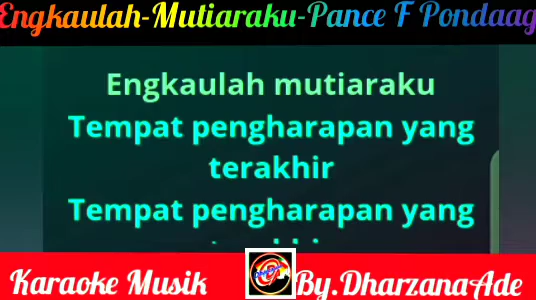 Engkaulah-Mutiaraku-Pance F Pondaag
Engkaulah mutiaraku
Tempat pengharapan yang
terakhir
Tempat pengharapan yang
Karaoke Musik
By.DharzanaAde